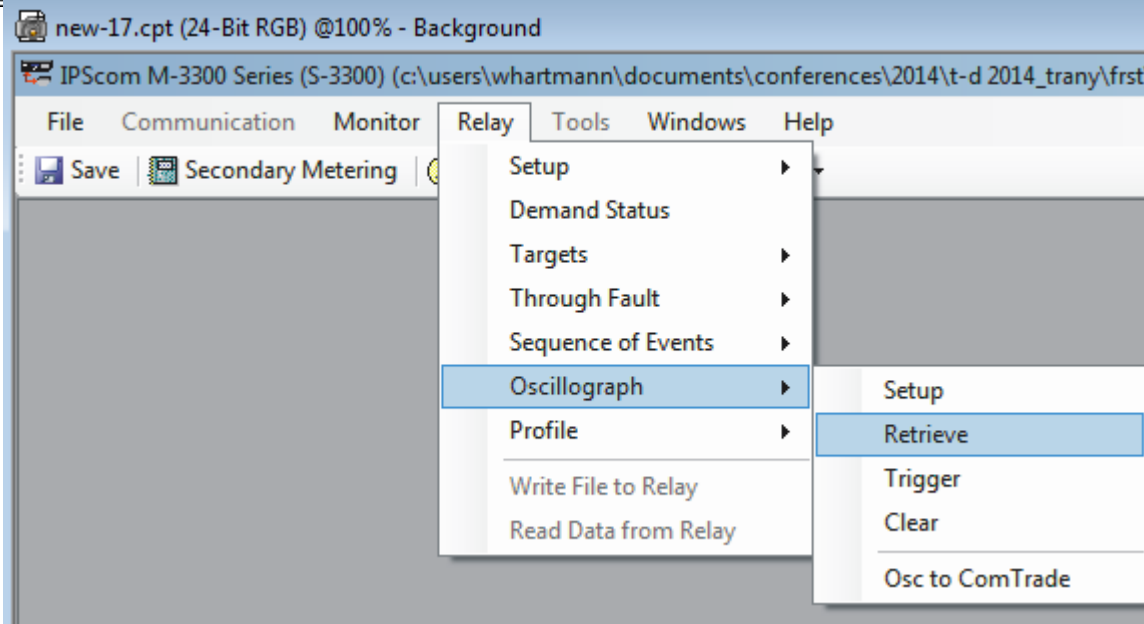 new-17.cpt (24-Bit RGB) @100% - Background
IPScom M-3300 Series (S-3300) (c:\users\whartmann\documents\conferences\2014\t-d 2014_trany\frst
File Communication Monitor Relay Tools Windows Help
Save Secondary Metering
Setup
Demand Status
Targets
Through Fault
Sequence of Events
Oscillograph
Profile
Write File to Relay
Read Data from Relay
Setup
Retrieve
Trigger
Clear
Osc to ComTrade